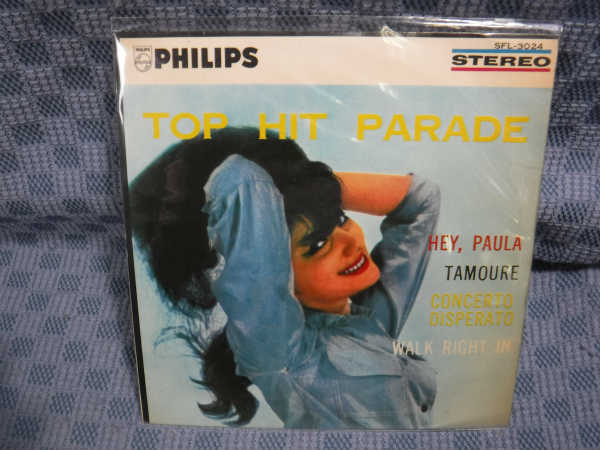 PHILIPS
SFL-3024
STEREO
TOP HIT PARADE
HEY, PAULA
TAMOURE
CONCERTO
DISPERATO
WALK RIGHT IN